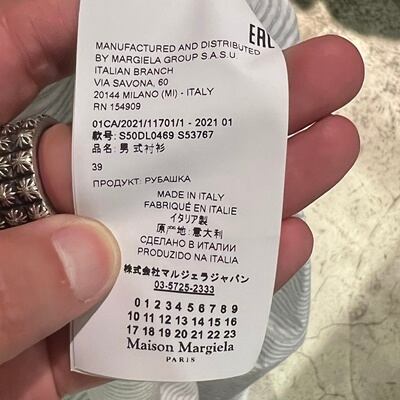 EAC
MANUFACTURED AND DISTRIBUTED
BY MARGIELA GROUP S.A.S.U.
ITALIAN BRANCH
VIA SAVONA, 60
20144 MILANO (MI) - ITALY
RN 154909
01CA/2021/11701/1 - 2021 01
款号: S50DL0469 S53767
品名: 男式衬衫
39
ПРОДУКТ: РУБАШКА
MADE IN ITALY
FABRIQUÉ EN ITALIE
イタリア製
原产地: 意大利
СДЕЛАНО В ИТАЛИИ
PRODUZIDO NA ITALIA
株式会社マルジェラジャパン
03-5725-2333
0 1 2 3 4 5 6 7 8 9
10 11 12 13 14 15 16
17 18 19 20 21 22 23
Maison Margiela
PARIS